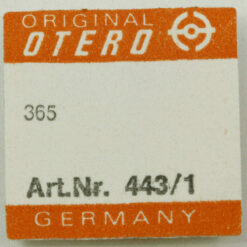 ORIGINAL
OTERO
365
Art.Nr. 443/1
GERMANY